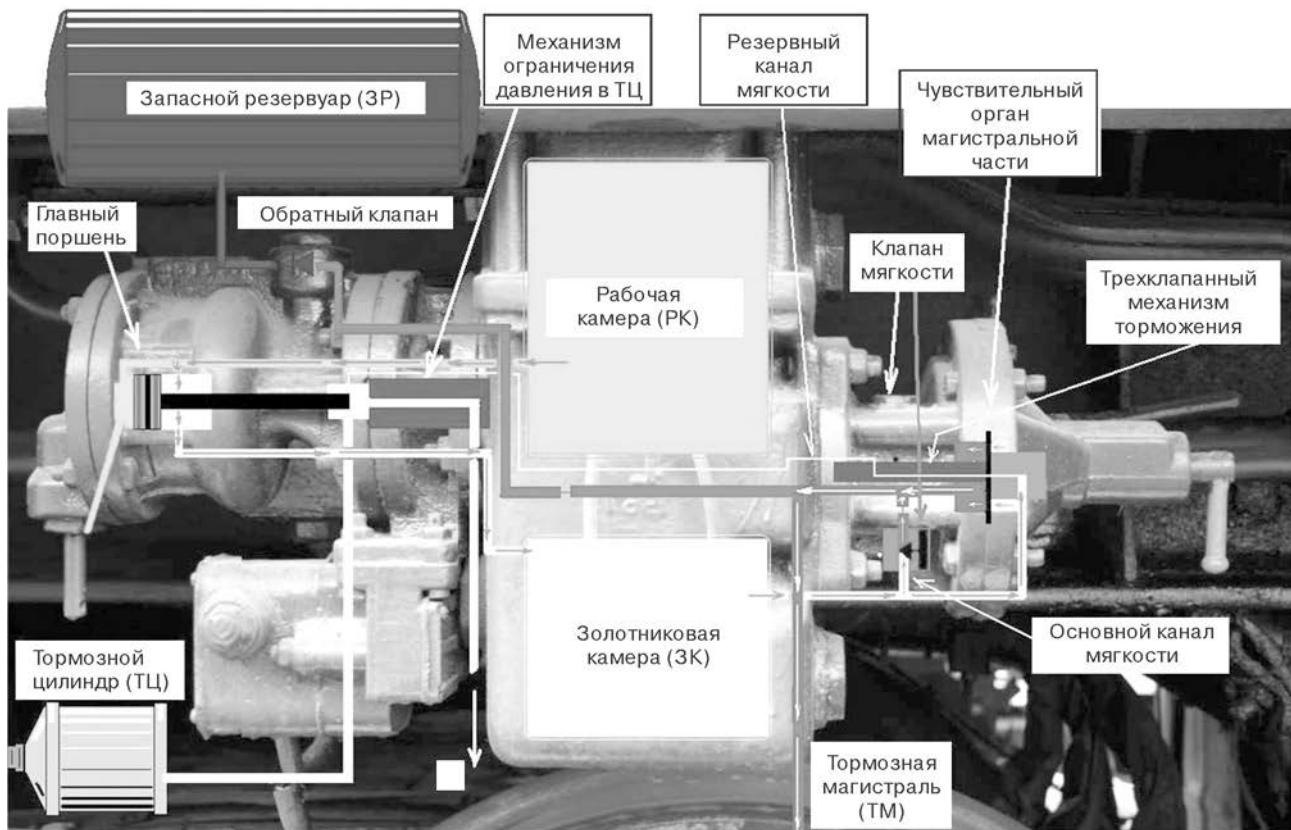 Механизм
ограничения
давления в ТЦ
Резервный
канал
мягкости
Запасной резервуар (ЗР)
Чувствительный
орган
магистральной
части
Главный
поршень
Обратный клапан
Клапан
мягкости
Трехклапанный
механизм
торможения
Рабочая
камера (РК)
Золотниковая
камера (ЗК)
Основной канал
мягкости
Тормозной
цилиндр (ТЦ)
Тормозная
магистраль
(ТМ)